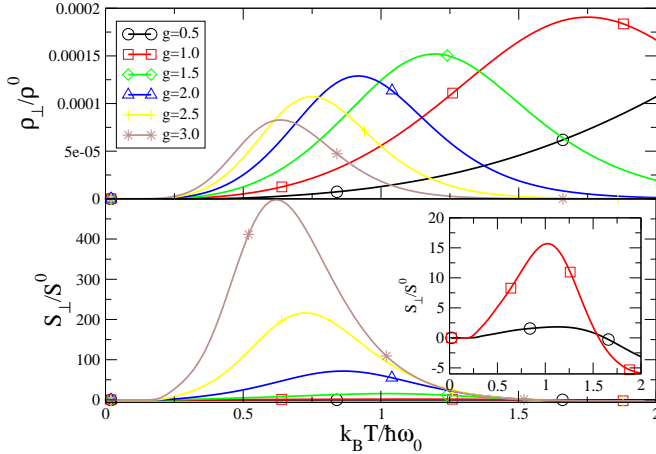 0.0002
0.00015
0.0001
5e-05
0
ρ⊥/ρ⁰
g=0.5
g=1.0
g=1.5
g=2.0
g=2.5
g=3.0
400
300
200
100
0
S⊥/S⁰
0 0.5 1 1.5 2
k_BT/ħω₀
20
15
10
5
0
-5
S⊥/S⁰
0 0.5 1 1.5 2